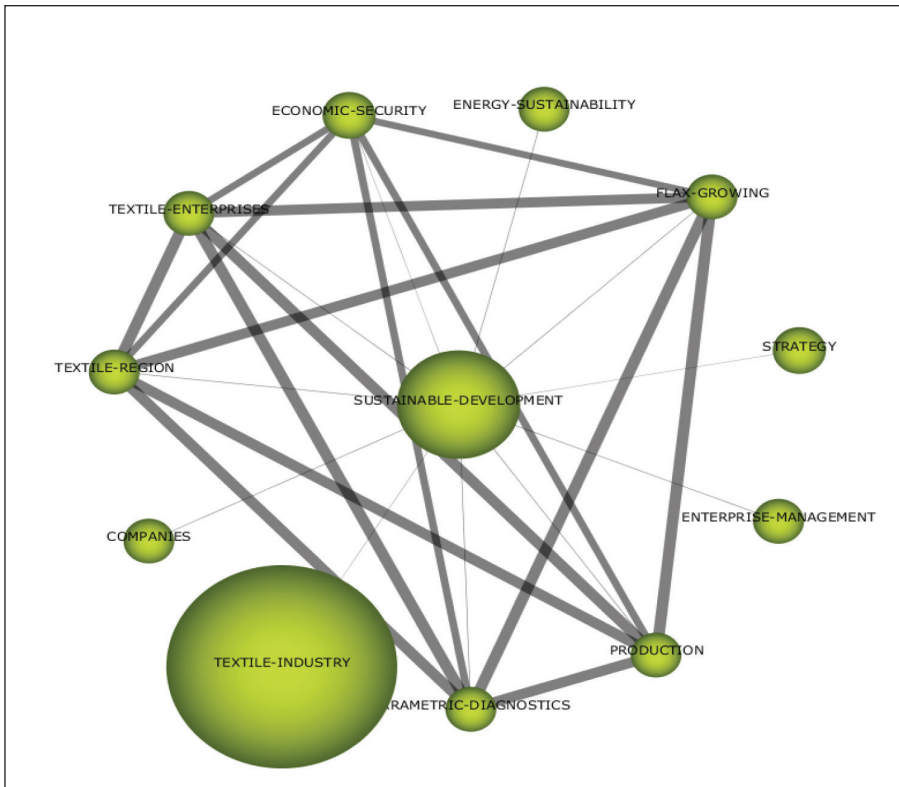 ENERGY-SUSTAINABILITY
ECONOMIC-SECURITY
FLAX-GROWING
TEXTILE-ENTERPRISES
STRATEGY
TEXTILE-REGION
SUSTAINABLE-DEVELOPMENT
ENTERPRISE-MANAGEMENT
COMPANIES
PRODUCTION
TEXTILE-INDUSTRY
RAMETRIC-DIAGNOSTICS